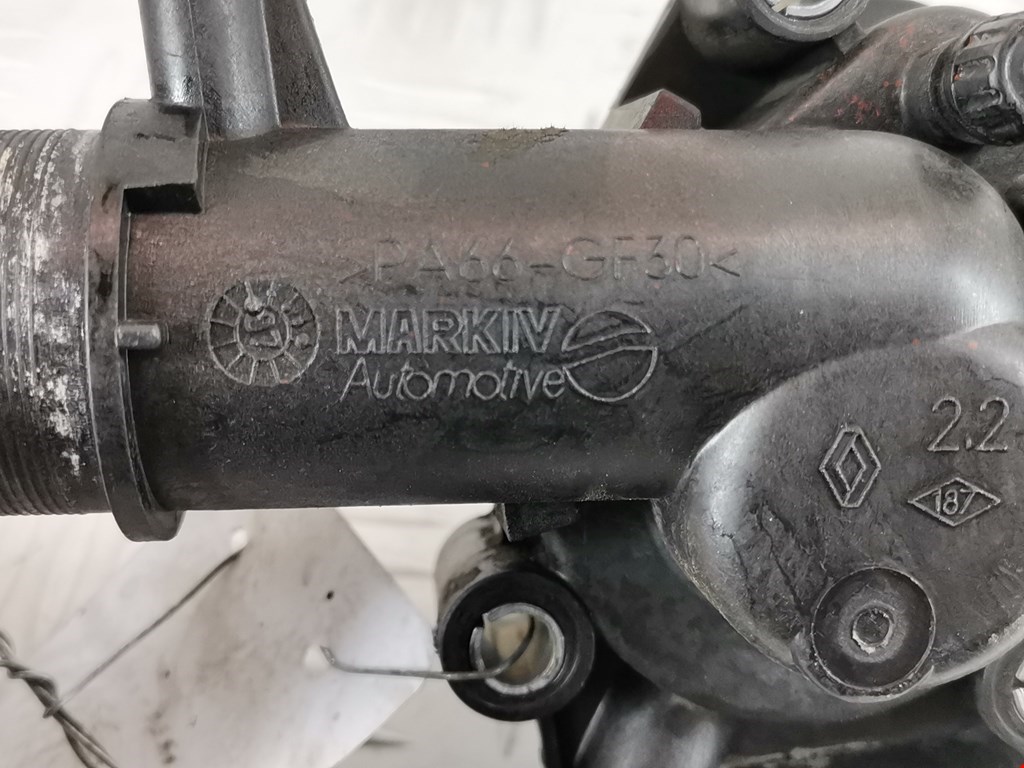 >PA66-GF30<
MARKIV
Automotive
2.2
187